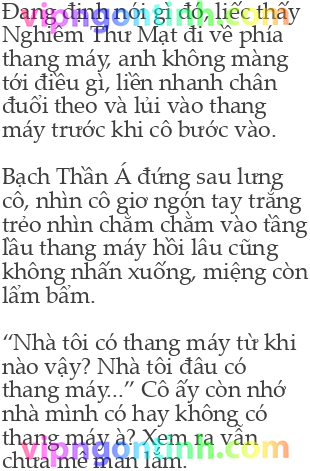 Đang định nói gì đó, liếc thấy
Nghiêm Thư Mật đi về phía
thang máy, anh không màng
tới điều gì, liền nhanh chân
đuổi theo và lủi vào thang
máy trước khi cô bước vào.
Bạch Thần Á đứng sau lưng
cô, nhìn cô giơ ngón tay trắng
trẻo nhìn chằm chằm vào tầng
lầu thang máy hồi lâu cũng
không nhấn xuống, miệng còn
lẩm bẩm.
“Nhà tôi có thang máy từ khi
nào vậy? Nhà tôi đâu có
thang máy...” Cô ấy còn nhớ
nhà mình có hay không có
thang máy à? Xem ra vẫn
chưa mê man lắm.
vipngontinh.com
vipngontinh.com
vipngontinh.com